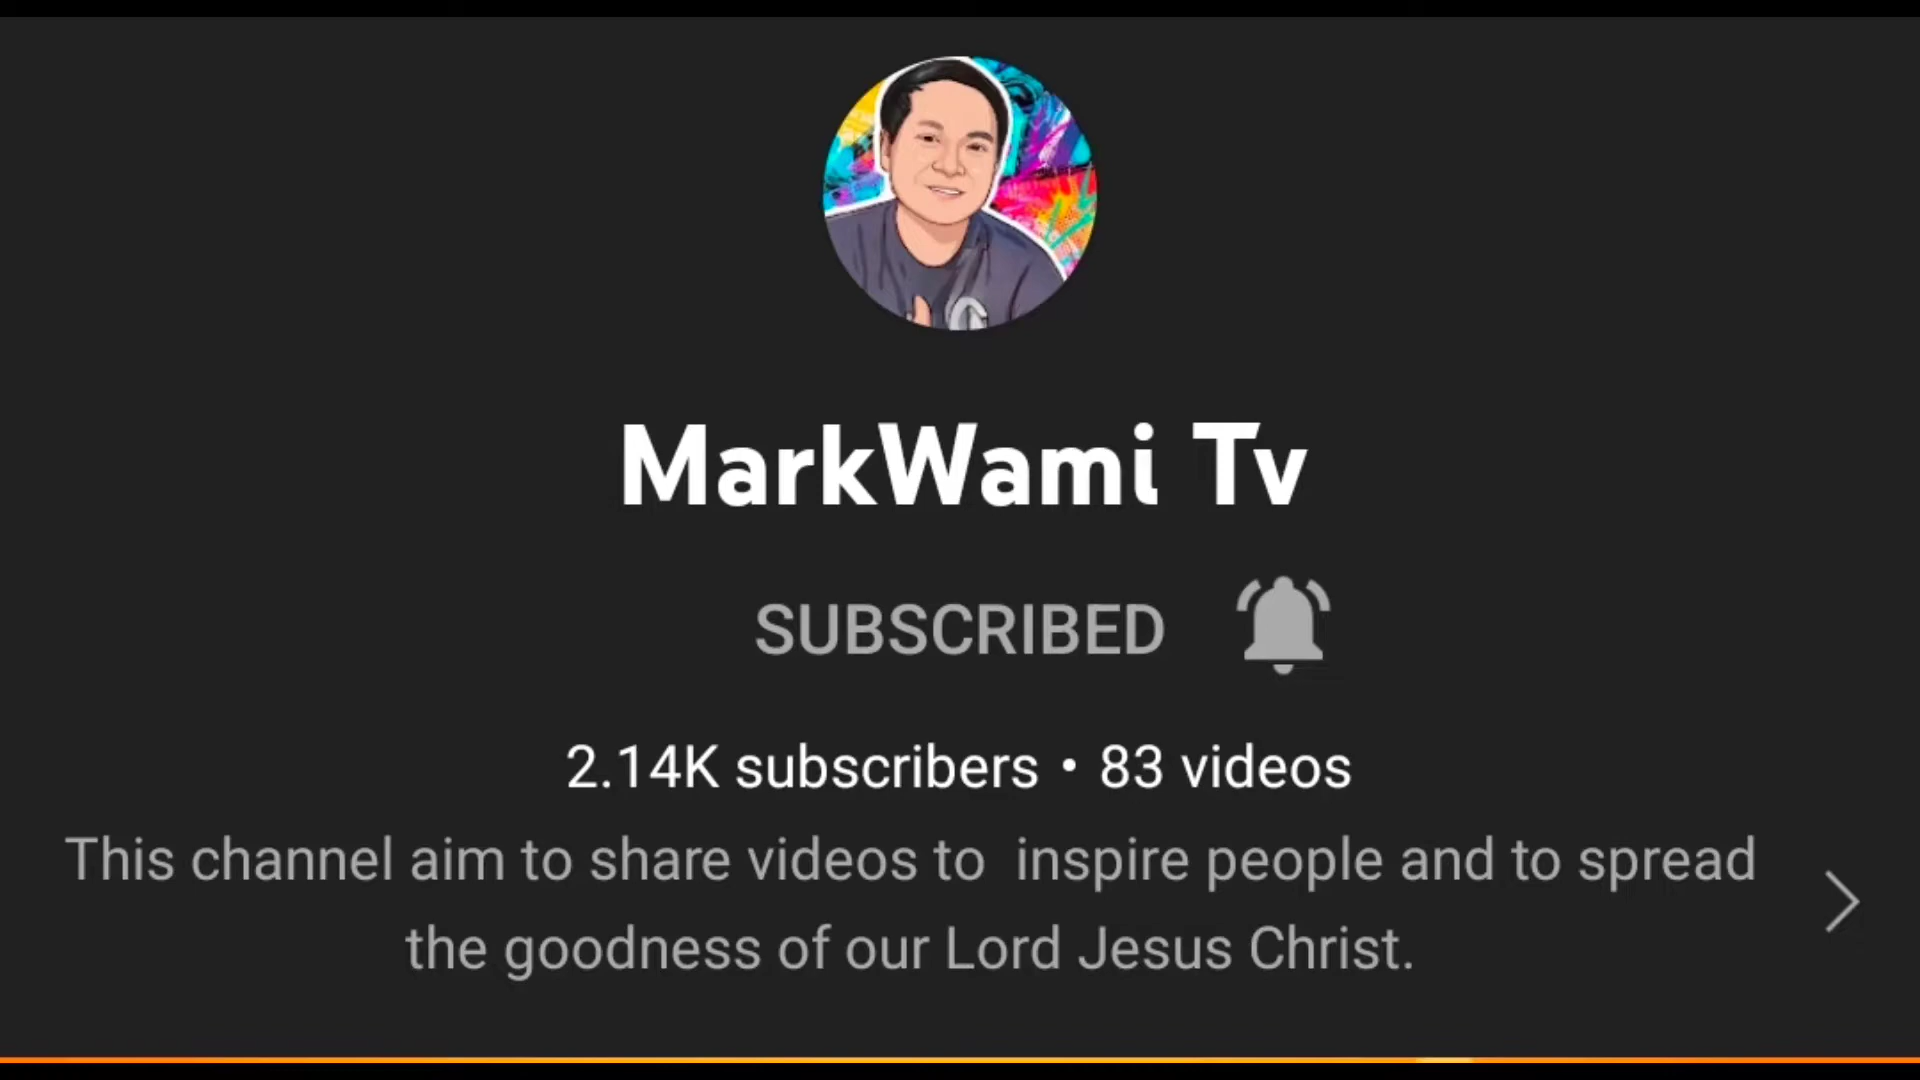 MarkWami Tv
SUBSCRIBED
2.14K subscribers • 83 videos
This channel aim to share videos to  inspire people and to spread
the goodness of our Lord Jesus Christ.